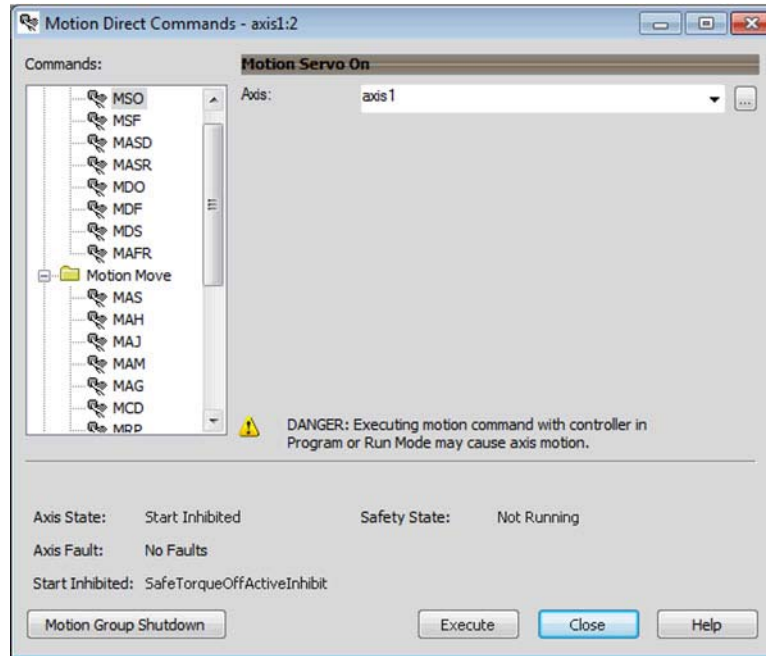 Motion Direct Commands - axis1:2
Commands:
MSO
MSF
MASD
MASR
MDO
MDF
MDS
MAFR
Motion Move
MAS
MAH
MAJ
MAM
MAG
MCD
MRP
Motion Servo On
Axis: axis1 ...
DANGER: Executing motion command with controller in
Program or Run Mode may cause axis motion.
Axis State: Start Inhibited Safety State: Not Running
Axis Fault: No Faults
Start Inhibited: SafeTorqueOffActiveInhibit
Motion Group Shutdown Execute Close Help